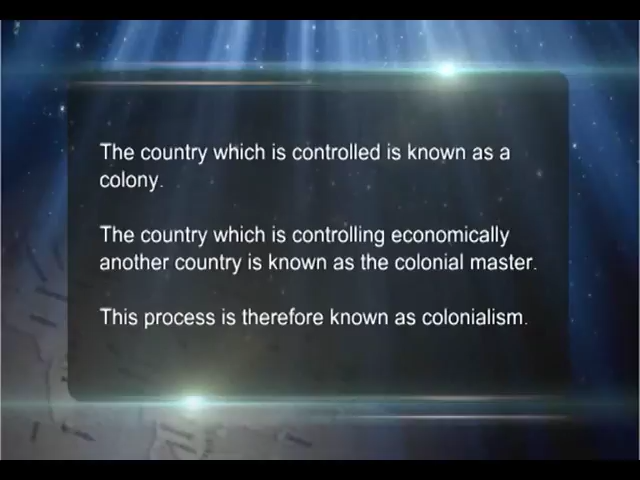 The country which is controlled is known as a
colony.
The country which is controlling economically
another country is known as the colonial master.
This process is therefore known as colonialism.